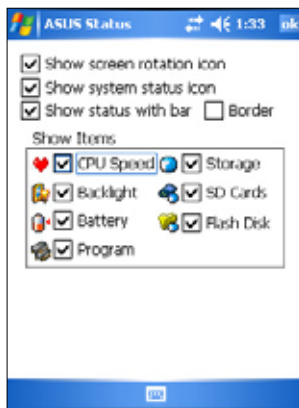 ASUS Status 1:33 ok
Show screen rotation icon
Show system status icon
Show status with bar Border
Show Items
CPU Speed Storage
Backlight SD Cards
Battery Flash Disk
Program